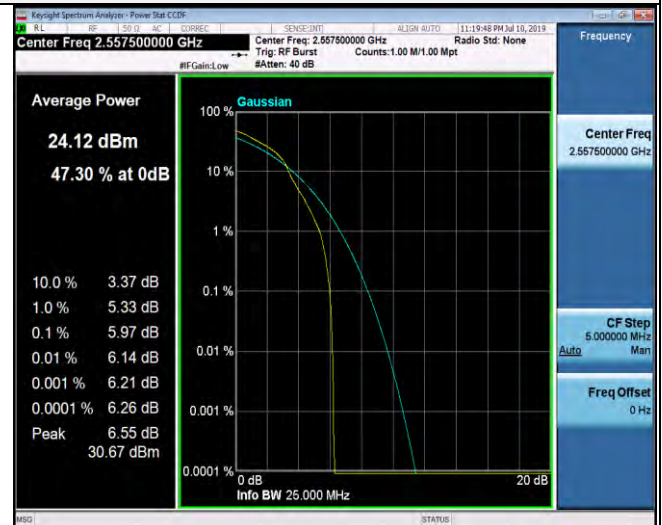 Keysight Spectrum Analyzer - Power Stat CCDF
RL RF 50 Ω AC CORREC SENSE:INT ALIGN AUTO 11:19:48 PM Jul 10, 2019
Center Freq 2.557500000 GHz
Center Freq: 2.557500000 GHz Radio Std: None
Trig: RF Burst Counts:1.00 M/1.00 Mpt
#IFGain:Low #Atten: 40 dB
Frequency
Average Power
24.12 dBm
47.30 % at 0dB
10.0 % 3.37 dB
1.0 % 5.33 dB
0.1 % 5.97 dB
0.01 % 6.14 dB
0.001 % 6.21 dB
0.0001 % 6.26 dB
Peak 6.55 dB
30.67 dBm
Gaussian
100 %
10 %
1 %
0.1 %
0.01 %
0.001 %
0.0001 %
0 dB 20 dB
Info BW 25.000 MHz
Center Freq
2.557500000 GHz
CF Step
5.000000 MHz
Auto Man
Freq Offset
0 Hz
MSG STATUS